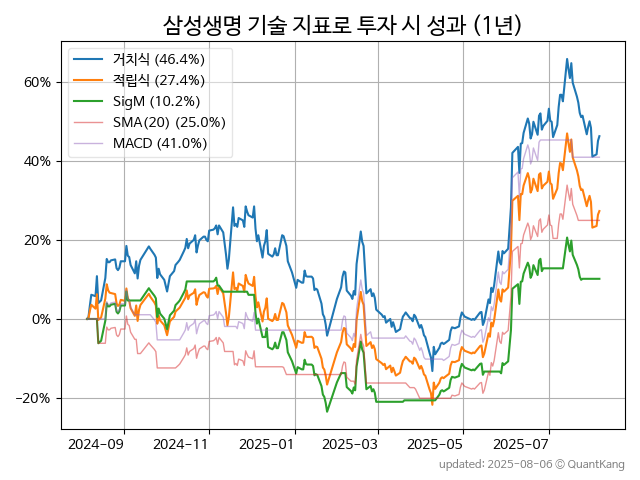 삼성생명 기술 지표로 투자 시 성과 (1년)
거치식 (46.4%)
적립식 (27.4%)
SigM (10.2%)
SMA(20) (25.0%)
MACD (41.0%)
60%
40%
20%
0%
−20%
2024−09 2024−11 2025−01 2025−03 2025−05 2025−07
updated: 2025-08-06 © QuantKang